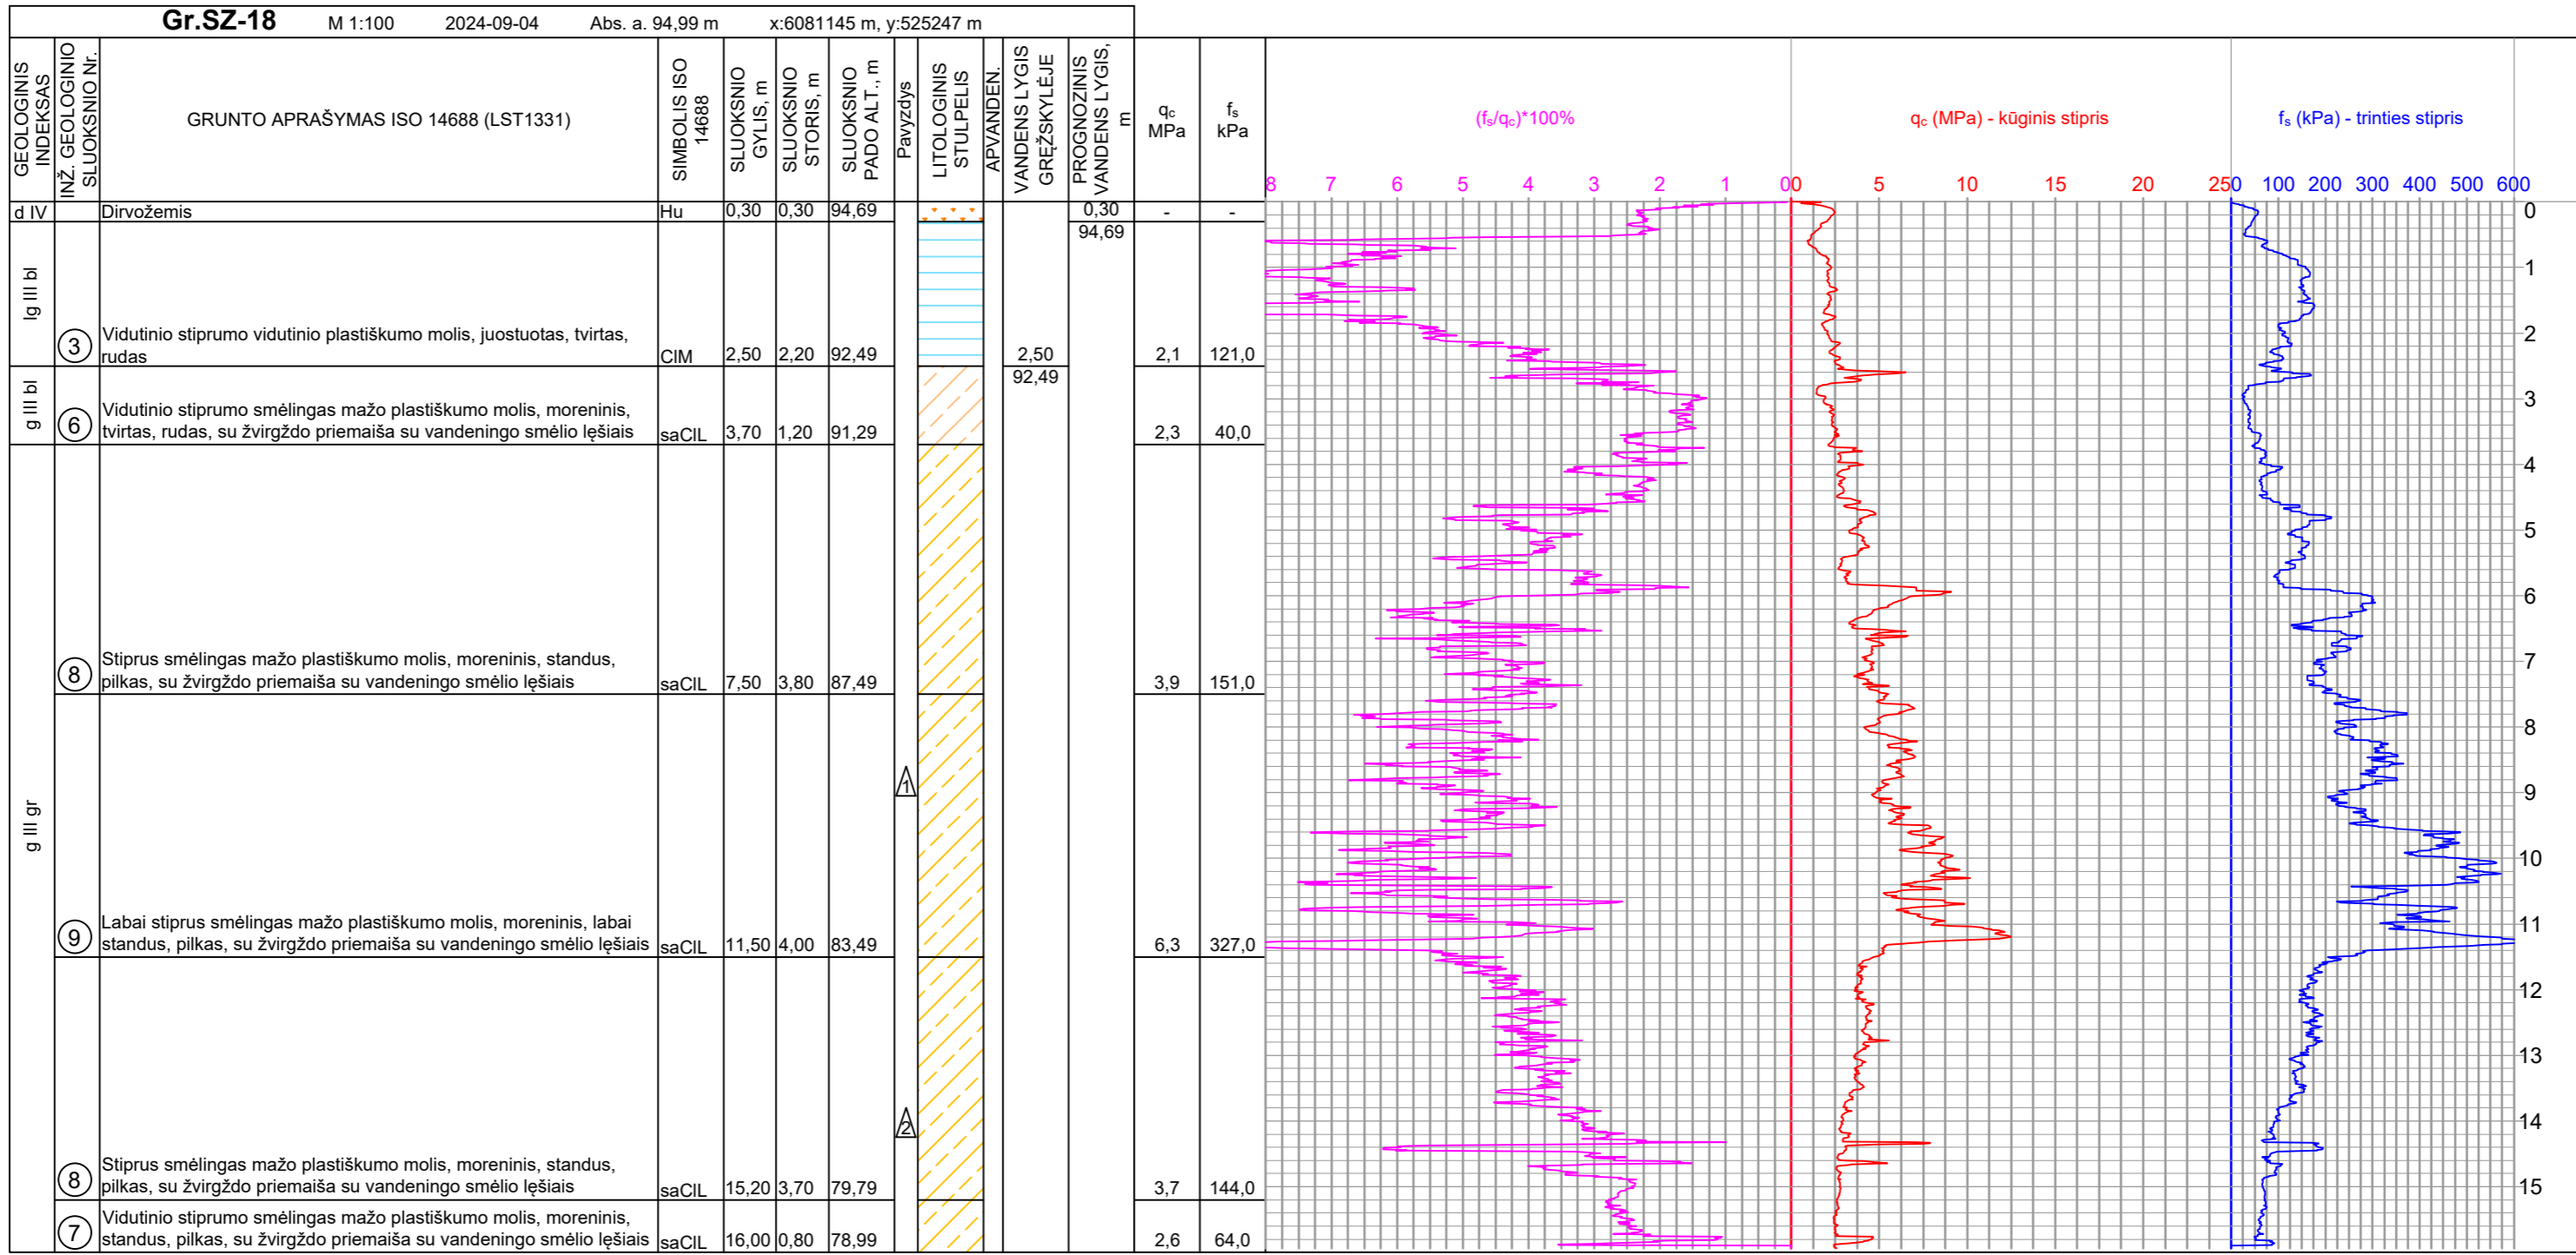 Gr.SZ-18 M 1:100 2024-09-04 Abs. a. 94,99 m x:6081145 m, y:525247 m
GEOLOGINIS
INDEKSAS
INŽ. GEOLOGINIO
SLUOKSNIO Nr.
GRUNTO APRAŠYMAS ISO 14688 (LST1331)
SIMBOLIS ISO
14688
SLUOKSNIO
GYLIS, m
SLUOKSNIO
STORIS, m
SLUOKSNIO
PADO ALT., m
Pavyzdys
LITOLOGINIS
STULPELIS
APVANDEN.
VANDENS LYGIS
GRĘŽSKYLĖJE
PROGNOZINIS
VANDENS LYGIS,
m
qc
MPa
fs
kPa
(fs/qc)*100%
qc (MPa) - kūginis stipris
fs (kPa) - trinties stipris
8 7 6 5 4 3 2 1 0
0 5 10 15 20 25
0 100 200 300 400 500 600
d IV Dirvožemis Hu 0,30 0,30 94,69 0,30 - -
94,69
lg III bl
3 Vidutinio stiprumo vidutinio plastiškumo molis, juostuotas, tvirtas,
rudas ClM 2,50 2,20 92,49 2,50 2,1 121,0
92,49
g III bl
6 Vidutinio stiprumo smėlingas mažo plastiškumo molis, moreninis,
tvirtas, rudas, su žvirgždo priemaiša su vandeningo smėlio lęšiais saClL 3,70 1,20 91,29 2,3 40,0
g III gr
8 Stiprus smėlingas mažo plastiškumo molis, moreninis, standus,
pilkas, su žvirgždo priemaiša su vandeningo smėlio lęšiais saClL 7,50 3,80 87,49 3,9 151,0
1
9 Labai stiprus smėlingas mažo plastiškumo molis, moreninis, labai
standus, pilkas, su žvirgždo priemaiša su vandeningo smėlio lęšiais saClL 11,50 4,00 83,49 6,3 327,0
2
8 Stiprus smėlingas mažo plastiškumo molis, moreninis, standus,
pilkas, su žvirgždo priemaiša su vandeningo smėlio lęšiais saClL 15,20 3,70 79,79 3,7 144,0
7 Vidutinio stiprumo smėlingas mažo plastiškumo molis, moreninis,
standus, pilkas, su žvirgždo priemaiša su vandeningo smėlio lęšiais saClL 16,00 0,80 78,99 2,6 64,0
0
1
2
3
4
5
6
7
8
9
10
11
12
13
14
15